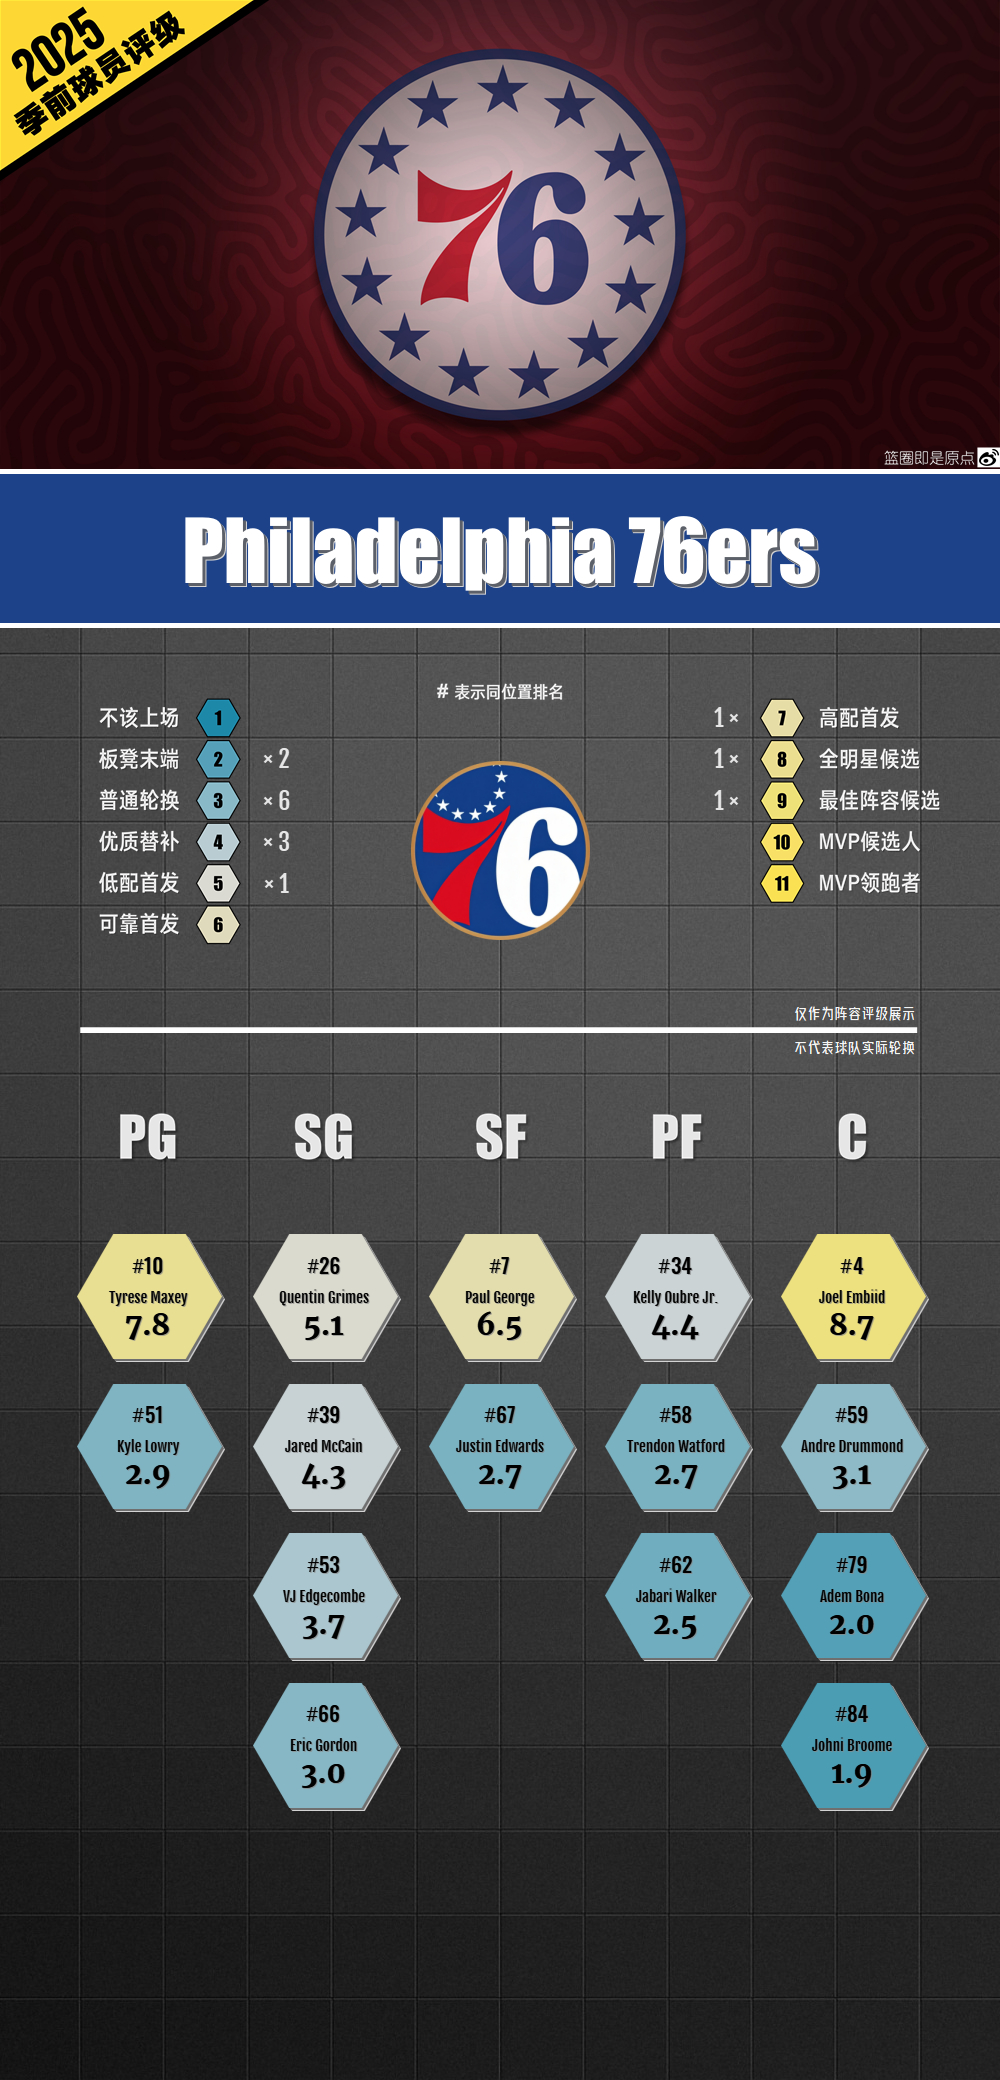 2025
季前球员评级
76
篮圈即是原点
Philadelphia 76ers
# 表示同位置排名
不该上场 1
板凳末端 2 ×2
普通轮换 3 ×6
优质替补 4 ×3
低配首发 5 ×1
可靠首发 6
76
1× 7 高配首发
1× 8 全明星候选
1× 9 最佳阵容候选
10 MVP候选人
11 MVP领跑者
仅作为阵容评级展示
不代表球队实际轮换
PG SG SF PF C
#10 #26 #7 #34 #4
Tyrese Maxey Quentin Grimes Paul George Kelly Oubre Jr. Joel Embiid
7.8 5.1 6.5 4.4 8.7
#51 #39 #67 #58 #59
Kyle Lowry Jared McCain Justin Edwards Trendon Watford Andre Drummond
2.9 4.3 2.7 2.7 3.1
#53 #62 #79
VJ Edgecombe Jabari Walker Adem Bona
3.7 2.5 2.0
#66 #84
Eric Gordon Johni Broome
3.0 1.9